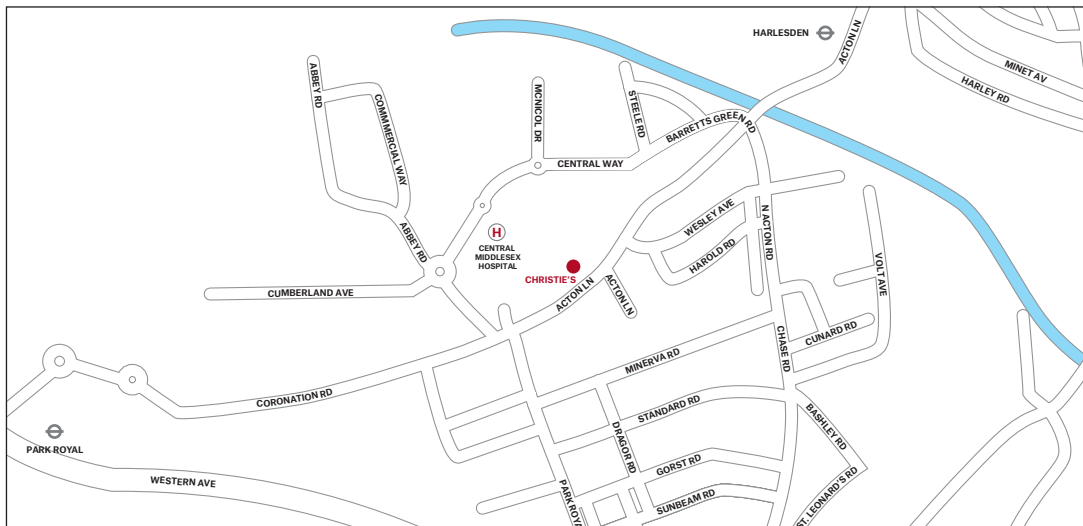 HARLESDEN
ACTON LN
MINET AV
HARLEY RD
ABBEY RD
COMMMERCIAL WAY
MCNICOL DR
STEELE RD
BARRETTS GREEN RD
CENTRAL WAY
WESLEY AVE
N ACTON RD
HAROLD RD
VOLT AVE
ABBEY RD
H
CENTRAL
MIDDLESEX
HOSPITAL
CHRISTIE'S
ACTON LN
ACTON LN
CUMBERLAND AVE
CUNARD RD
CHASE RD
MINERVA RD
CORONATION RD
STANDARD RD
BASHLEY RD
DRAGOR RD
PARK ROYAL
GORST RD
WESTERN AVE
PARK ROYA
SUNBEAM RD
ST. LEONARD'S RD